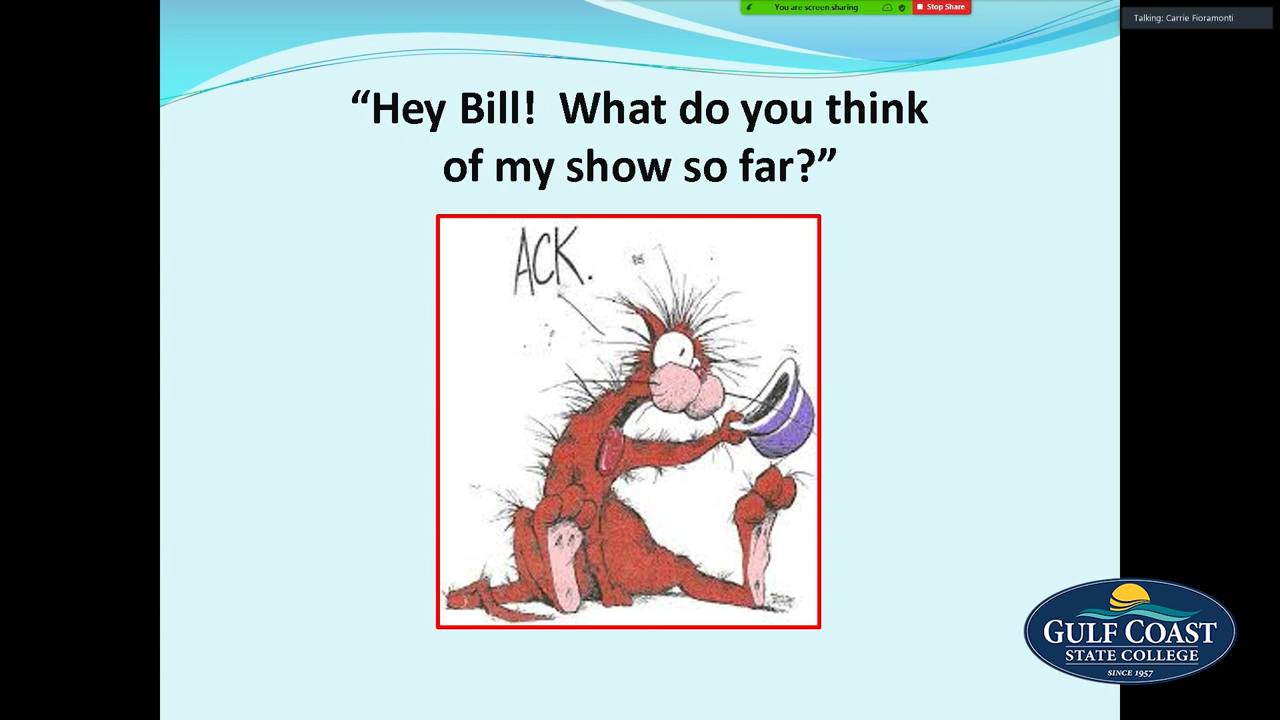 You are screen sharing
Stop Share
Talking: Carrie Fioramonti
“Hey Bill!  What do you think
of my show so far?”
ACK.
GULF COAST
STATE COLLEGE
SINCE 1957